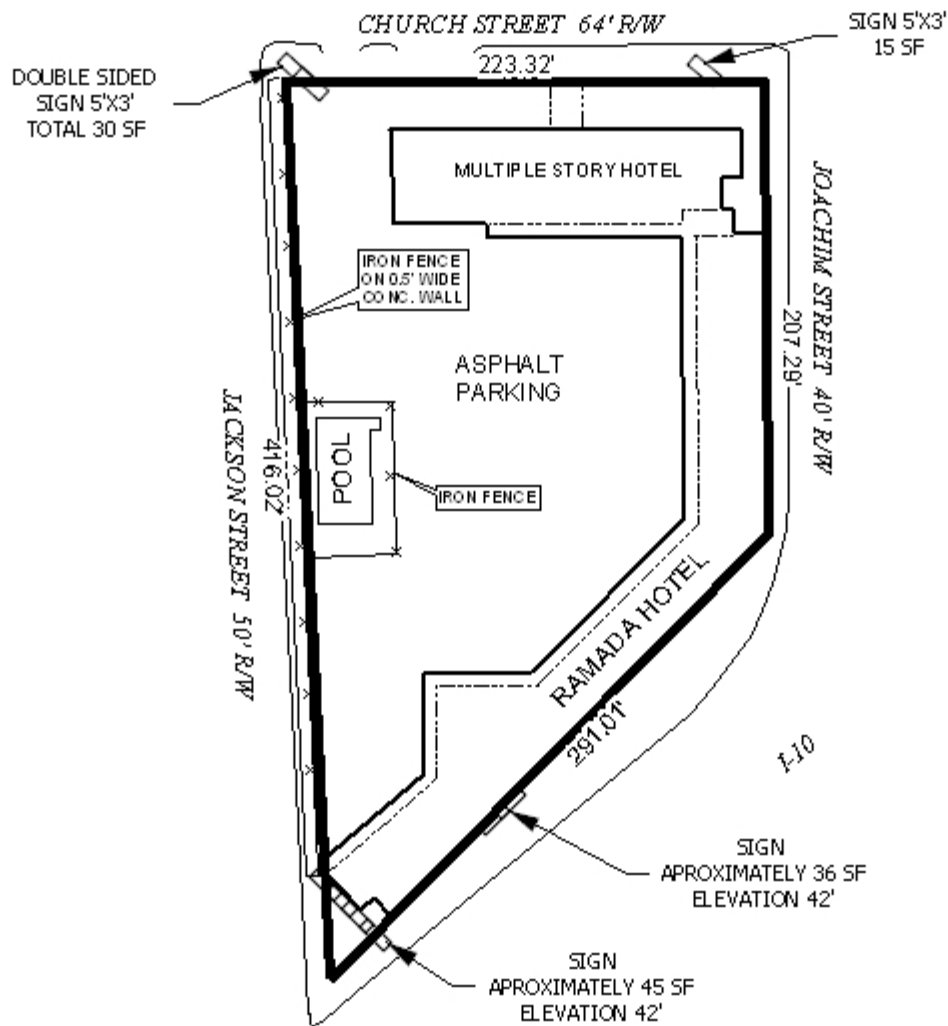 CHURCH STREET 64' R/W
SIGN 5'X3'
15 SF
223.32'
DOUBLE SIDED
SIGN 5'X3'
TOTAL 30 SF
MULTIPLE STORY HOTEL
JOACHIM STREET 40' R/W
207.29'
IRON FENCE
ON 0.5' WIDE
CONC. WALL
ASPHALT
PARKING
JACKSON STREET 50' R/W
416.02'
POOL
IRON FENCE
RAMADA HOTEL
291.01'
I-10
SIGN
APROXIMATELY 36 SF
ELEVATION 42'
SIGN
APROXIMATELY 45 SF
ELEVATION 42'